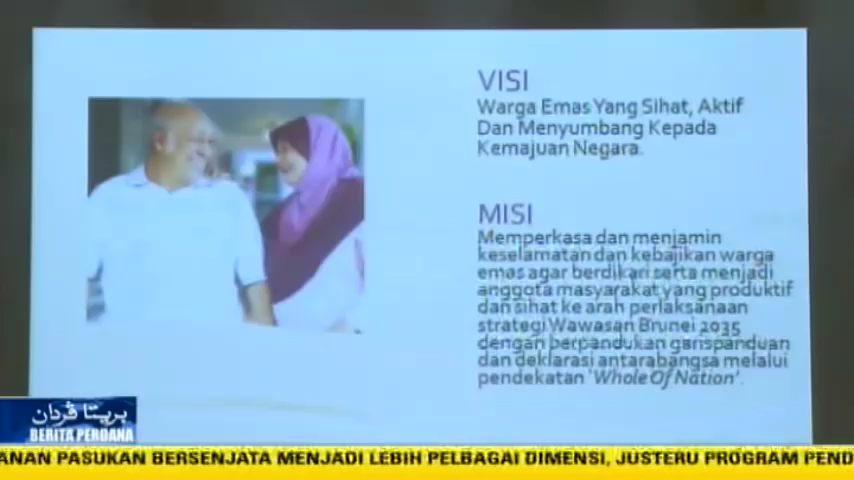 VISI
Warga Emas Yang Sihat, Aktif
Dan Menyumbang Kepada
Kemajuan Negara.
MISI
Memperkasa dan menjamin
keselamatan dan kebajikan warga
emas agar berdikari serta menjadi
anggota masyarakat yang produktif
dan sihat ke arah perlaksanaan
strategi Wawasan Brunei 2035
dengan berpandukan garispanduan
dan deklarasi antarabangsa melalui
pendekatan 'Whole Of Nation'.
بريتا ڤردان
BERITA PERDANA
ANAN PASUKAN BERSENJATA MENJADI LEBIH PELBAGAI DIMENSI, JUSTERU PROGRAM PEND